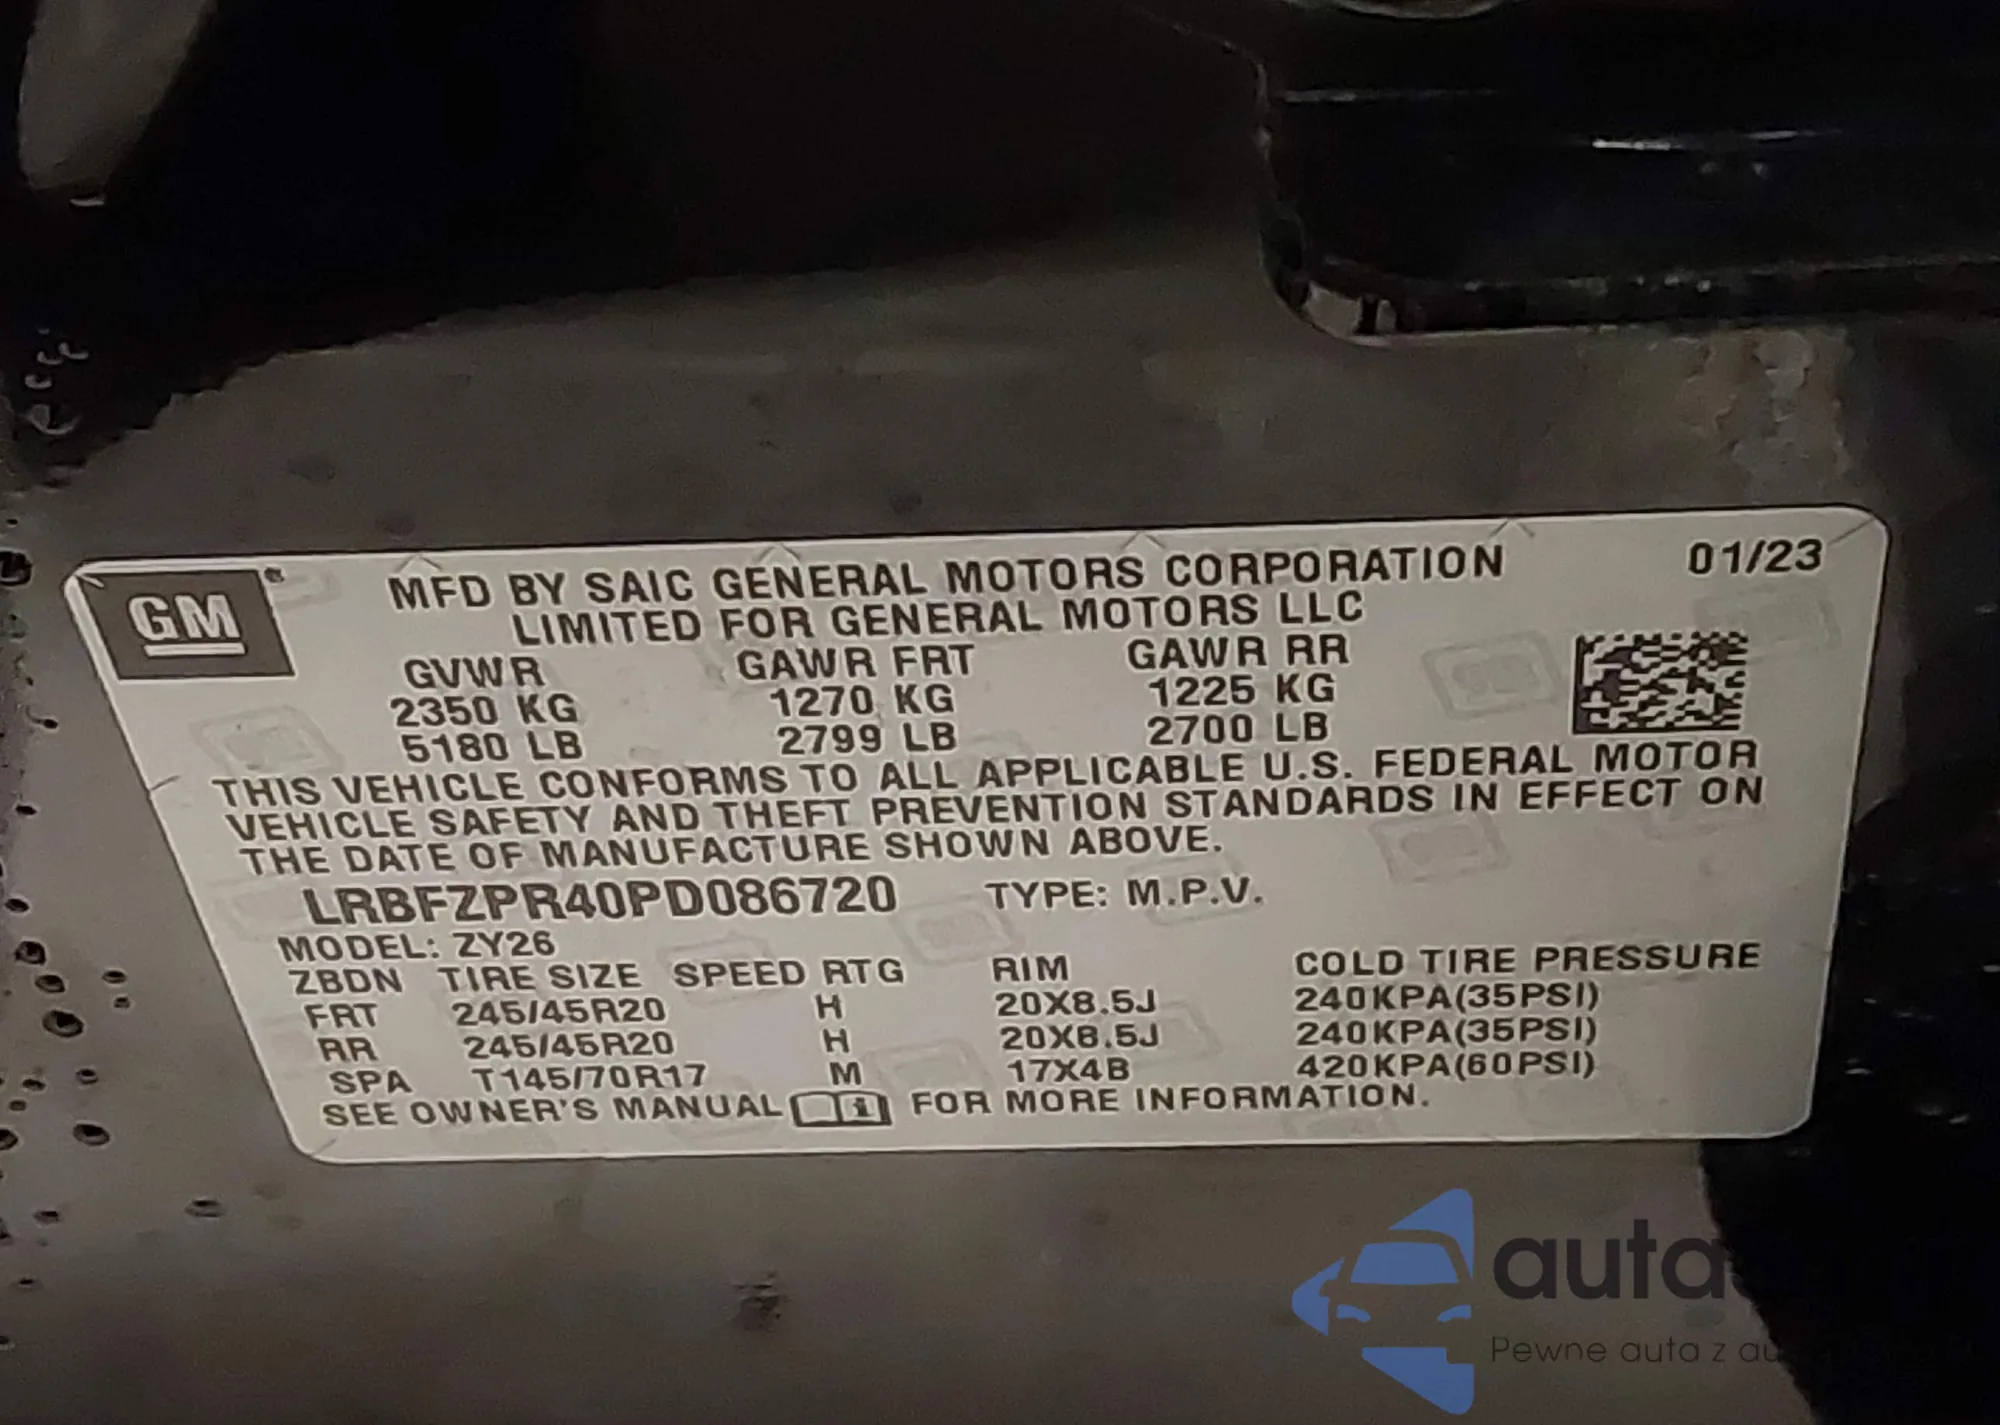 GM
MFD BY SAIC GENERAL MOTORS CORPORATION 01/23
LIMITED FOR GENERAL MOTORS LLC
GVWR GAWR FRT GAWR RR
2350 KG 1270 KG 1225 KG
5180 LB 2799 LB 2700 LB
THIS VEHICLE CONFORMS TO ALL APPLICABLE U.S. FEDERAL MOTOR
VEHICLE SAFETY AND THEFT PREVENTION STANDARDS IN EFFECT ON
THE DATE OF MANUFACTURE SHOWN ABOVE.
LRBFZPR40PD086720 TYPE: M.P.V.
MODEL: ZY26
ZBDN TIRE SIZE SPEED RTG RIM COLD TIRE PRESSURE
FRT 245/45R20 H 20X8.5J 240KPA(35PSI)
RR 245/45R20 H 20X8.5J 240KPA(35PSI)
SPA T145/70R17 M 17X4B 420KPA(60PSI)
SEE OWNER'S MANUAL FOR MORE INFORMATION.
Pewne auta z